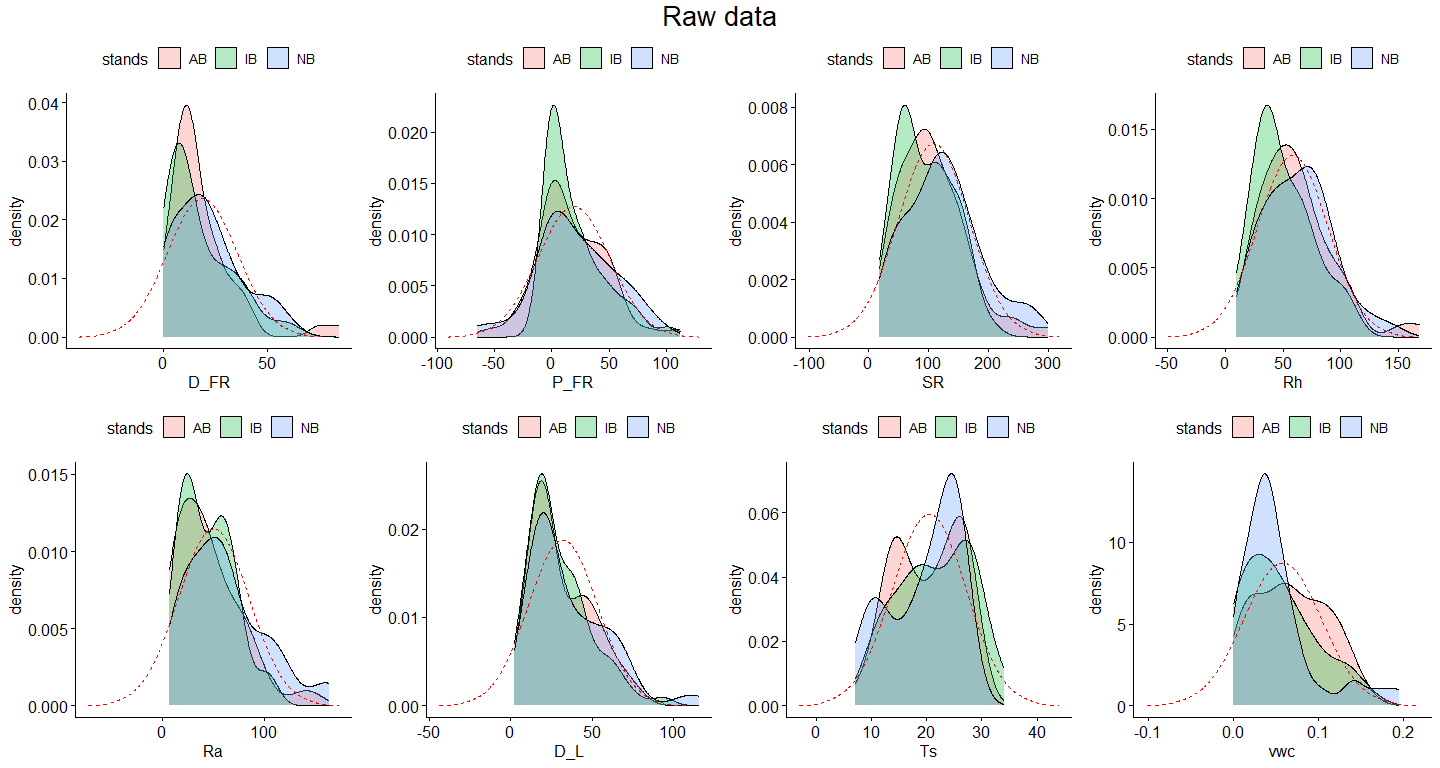 Raw data
stands AB IB NB
stands AB IB NB
stands AB IB NB
stands AB IB NB
density
0.04
0.03
0.02
0.01
0.00
0 50
D_FR
density
0.020
0.015
0.010
0.005
0.000
-100 -50 0 50 100
P_FR
density
0.008
0.006
0.004
0.002
0.000
-100 0 100 200 300
SR
density
0.015
0.010
0.005
0.000
-50 0 50 100 150
Rh
stands AB IB NB
stands AB IB NB
stands AB IB NB
stands AB IB NB
density
0.015
0.010
0.005
0.000
0 100
Ra
density
0.02
0.01
0.00
-50 0 50 100
D_L
density
0.06
0.04
0.02
0.00
0 10 20 30 40
Ts
density
10
5
0
-0.1 0.0 0.1 0.2
vwc